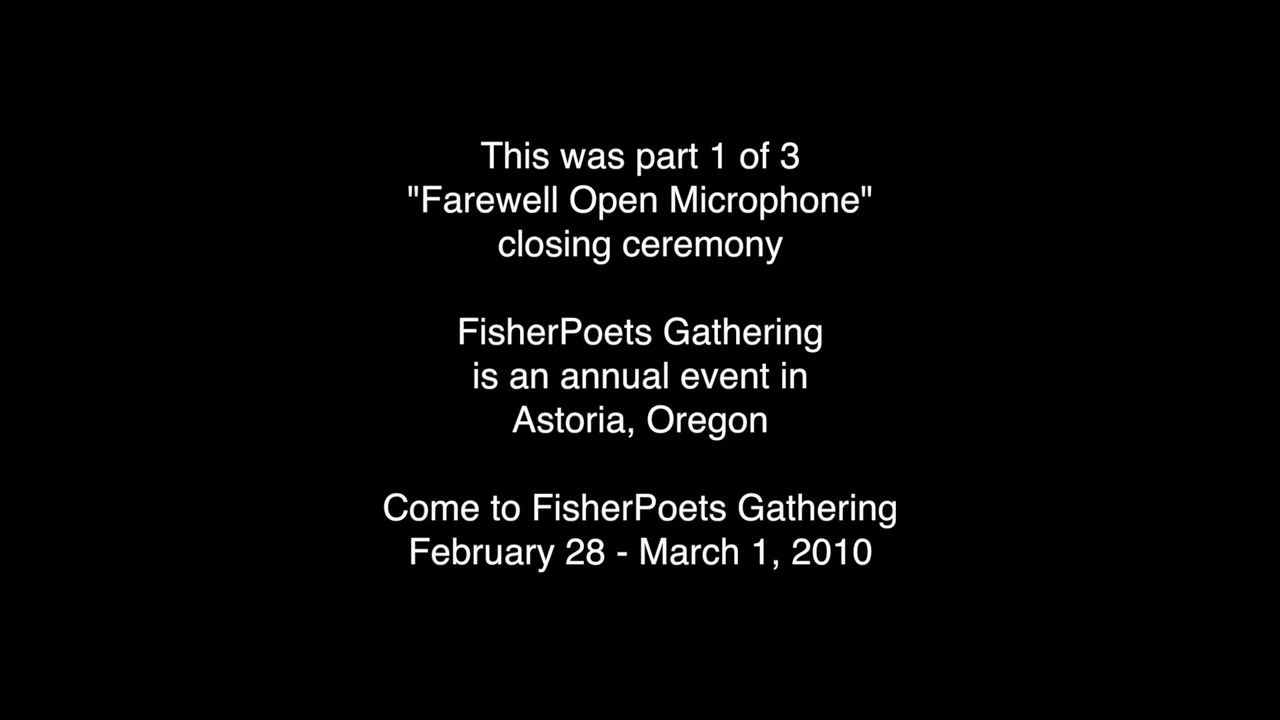 This was part 1 of 3
"Farewell Open Microphone"
closing ceremony
FisherPoets Gathering
is an annual event in
Astoria, Oregon
Come to FisherPoets Gathering
February 28 - March 1, 2010